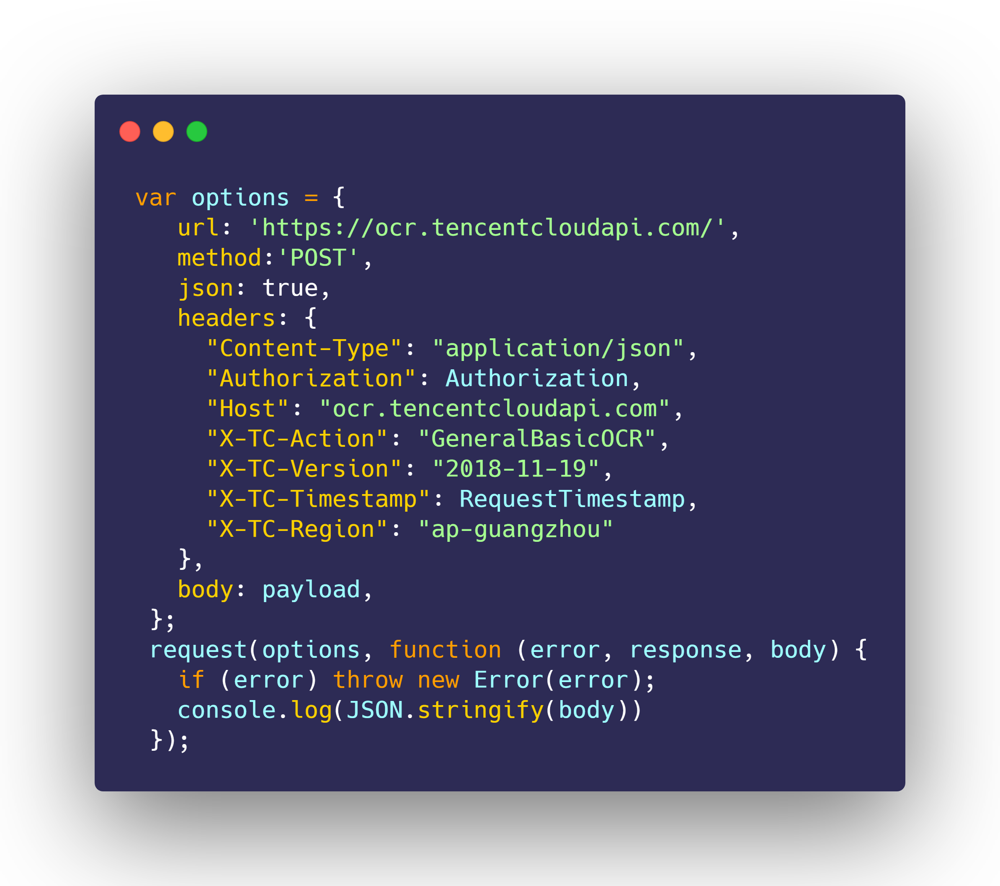 var options = {
   url: 'https://ocr.tencentcloudapi.com/',
   method:'POST',
   json: true,
   headers: {
     "Content-Type": "application/json",
     "Authorization": Authorization,
     "Host": "ocr.tencentcloudapi.com",
     "X-TC-Action": "GeneralBasicOCR",
     "X-TC-Version": "2018-11-19",
     "X-TC-Timestamp": RequestTimestamp,
     "X-TC-Region": "ap-guangzhou"
   },
   body: payload,
 };
 request(options, function (error, response, body) {
   if (error) throw new Error(error);
   console.log(JSON.stringify(body))
 });